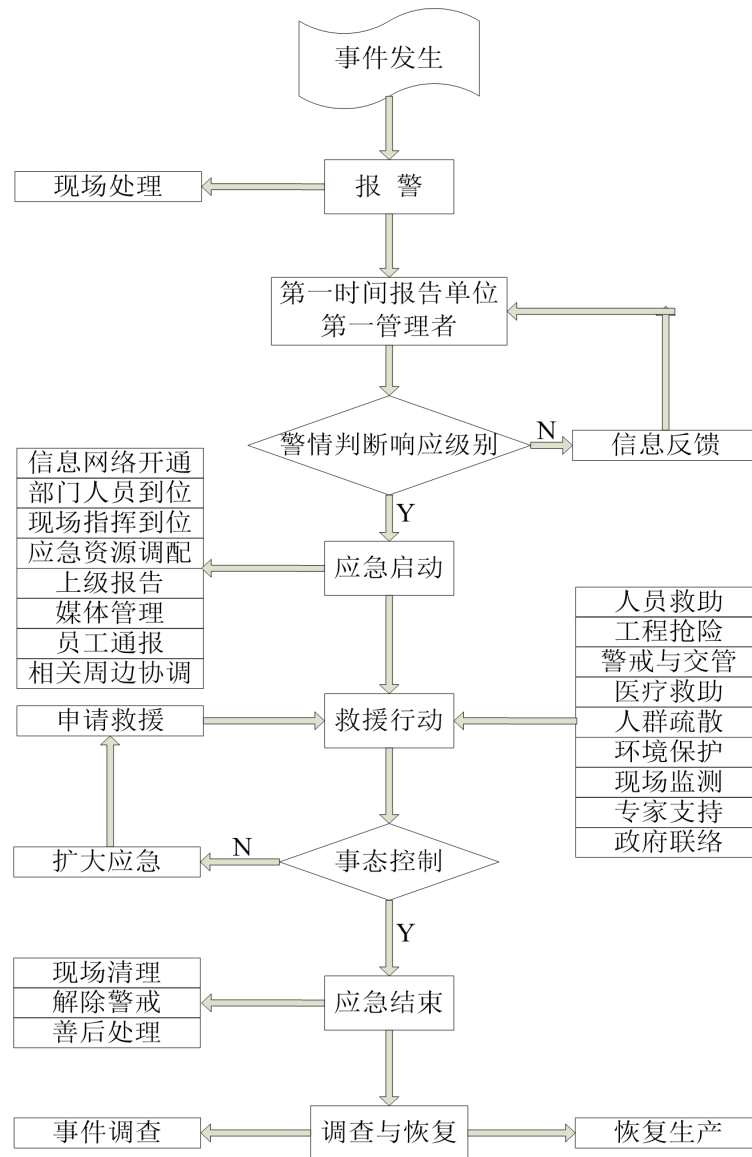 事件发生
现场处理
报 警
第一时间报告单位
第一管理者
警情判断响应级别
N
信息反馈
Y
信息网络开通
部门人员到位
现场指挥到位
应急资源调配
上级报告
媒体管理
员工通报
相关周边协调
应急启动
人员救助
工程抢险
警戒与交管
医疗救助
人群疏散
环境保护
现场监测
专家支持
政府联络
申请救援
救援行动
扩大应急
N
事态控制
Y
现场清理
解除警戒
善后处理
应急结束
事件调查
调查与恢复
恢复生产